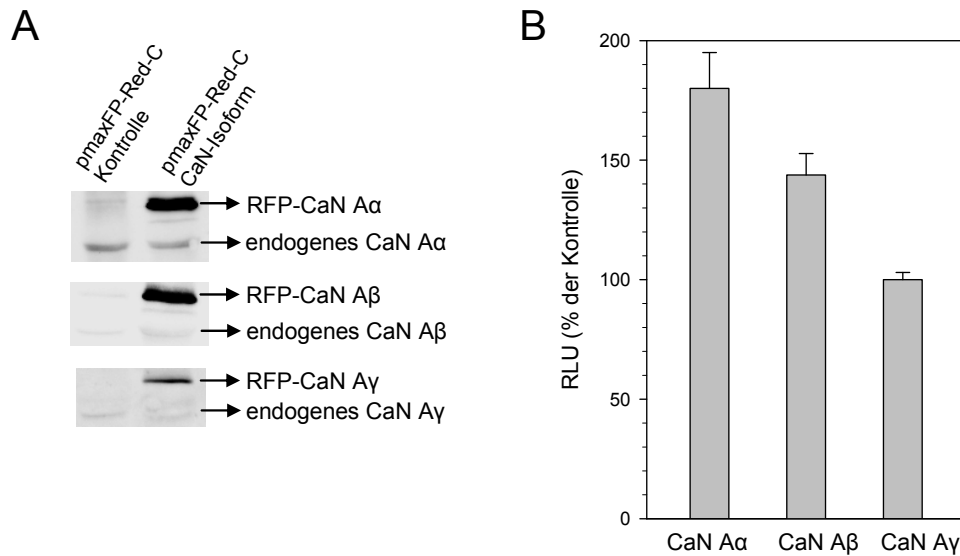 A
pmaxFP-Red-C
Kontrolle
pmaxFP-Red-C
CaN-Isoform
RFP-CaN Aα
endogenes CaN Aα
RFP-CaN Aβ
endogenes CaN Aβ
RFP-CaN Aγ
endogenes CaN Aγ
B
RLU (% der Kontrolle)
200
150
100
50
0
CaN Aα
CaN Aβ
CaN Aγ